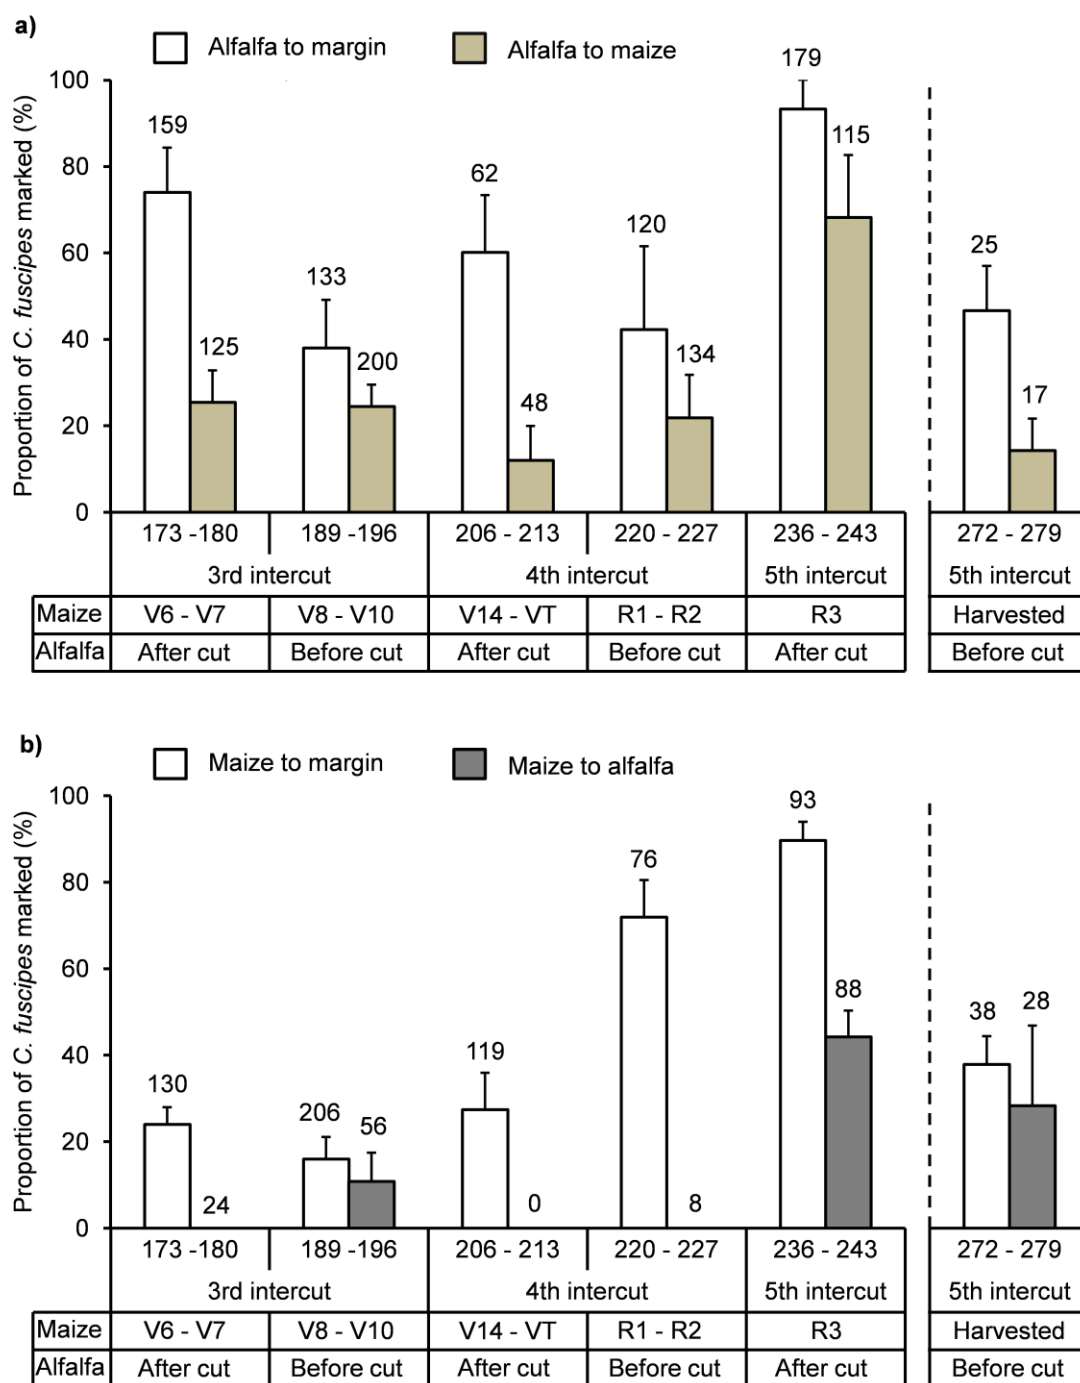 a)
Alfalfa to margin Alfalfa to maize
Proportion of C. fuscipes marked (%)
100
80
60
40
20
0
159 125 133 200 62 48 120 134 179 115 25 17
173 -180 189 -196 206 - 213 220 - 227 236 - 243 272 - 279
3rd intercut 4th intercut 5th intercut 5th intercut
Maize V6 - V7 V8 - V10 V14 - VT R1 - R2 R3 Harvested
Alfalfa After cut Before cut After cut Before cut After cut Before cut
b)
Maize to margin Maize to alfalfa
Proportion of C. fuscipes marked (%)
100
80
60
40
20
0
130 24 206 56 119 0 76 8 93 88 38 28
173 -180 189 -196 206 - 213 220 - 227 236 - 243 272 - 279
3rd intercut 4th intercut 5th intercut 5th intercut
Maize V6 - V7 V8 - V10 V14 - VT R1 - R2 R3 Harvested
Alfalfa After cut Before cut After cut Before cut After cut Before cut